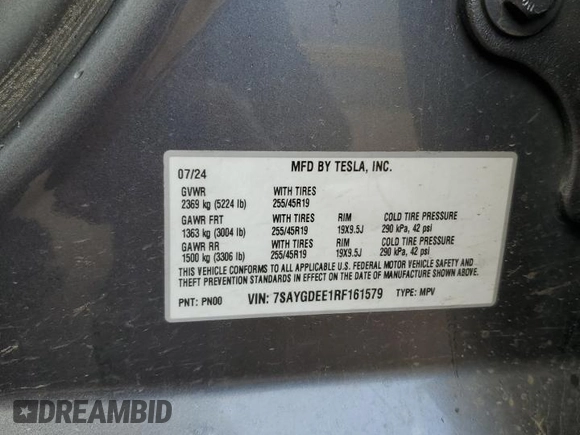 07/24 MFD BY TESLA, INC.
GVWR WITH TIRES
2369 kg (5224 lb) 255/45R19
GAWR FRT WITH TIRES RIM COLD TIRE PRESSURE
1363 kg (3004 lb) 255/45R19 19X9.5J 290 kPa, 42 psi
GAWR RR WITH TIRES RIM COLD TIRE PRESSURE
1500 kg (3306 lb) 255/45R19 19X9.5J 290 kPa, 42 psi
THIS VEHICLE CONFORMS TO ALL APPLICABLE U.S. FEDERAL MOTOR VEHICLE SAFETY AND
THEFT PREVENTION STANDARDS IN EFFECT ON THE DATE OF MANUFACTURE SHOWN ABOVE.
PNT: PN00 VIN: 7SAYGDEE1RF161579 TYPE: MPV
DREAMBID